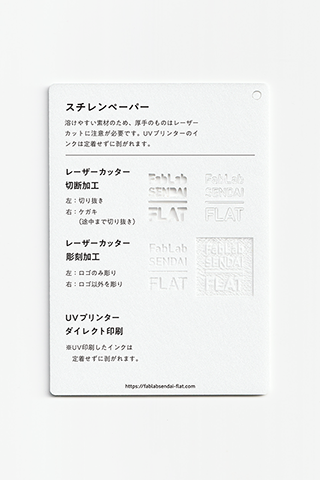 スチレンペーパー
溶けやすい素材のため、厚手のものはレーザー
カットに注意が必要です。UVプリンターのイ
ンクは定着せずに剥がれます。
レーザーカッター
切断加工
左：切り抜き
右：ケガキ
（途中まで切り抜き）
FabLab
SENDAI
FLAT
FabLab
SENDAI
FLAT
レーザーカッター
彫刻加工
左：ロゴのみ彫り
右：ロゴ以外を彫り
FabLab
SENDAI
FLAT
FabLab
SENDAI
FLAT
UVプリンター
ダイレクト印刷
※UV印刷したインクは
定着せずに剥がれます。
https://fablabsendai-flat.com